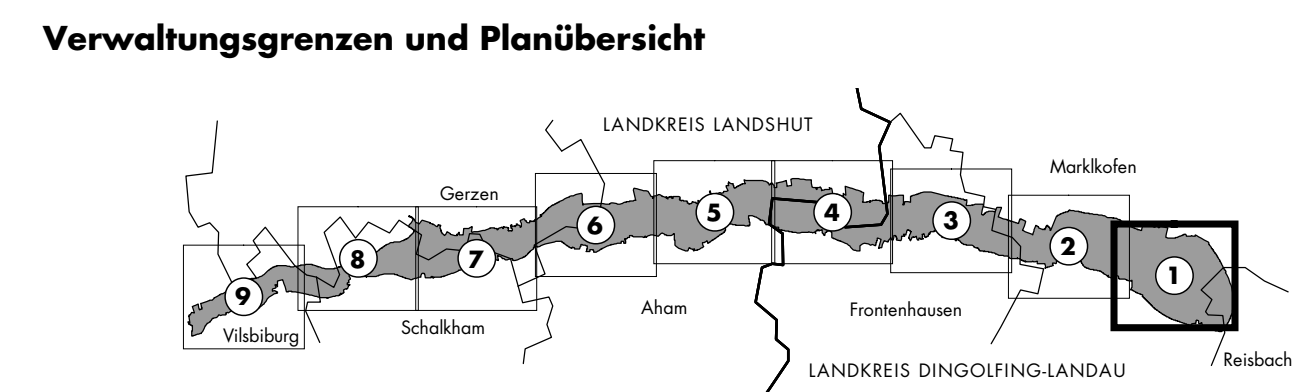 Verwaltungsgrenzen und Planübersicht
LANDKREIS LANDSHUT
Marklkofen
Gerzen
5
4
6
3
2
8
7
1
9
Aham
Frontenhausen
Schalkham
Vilsbiburg
Reisbach
LANDKREIS DINGOLFING-LANDAU